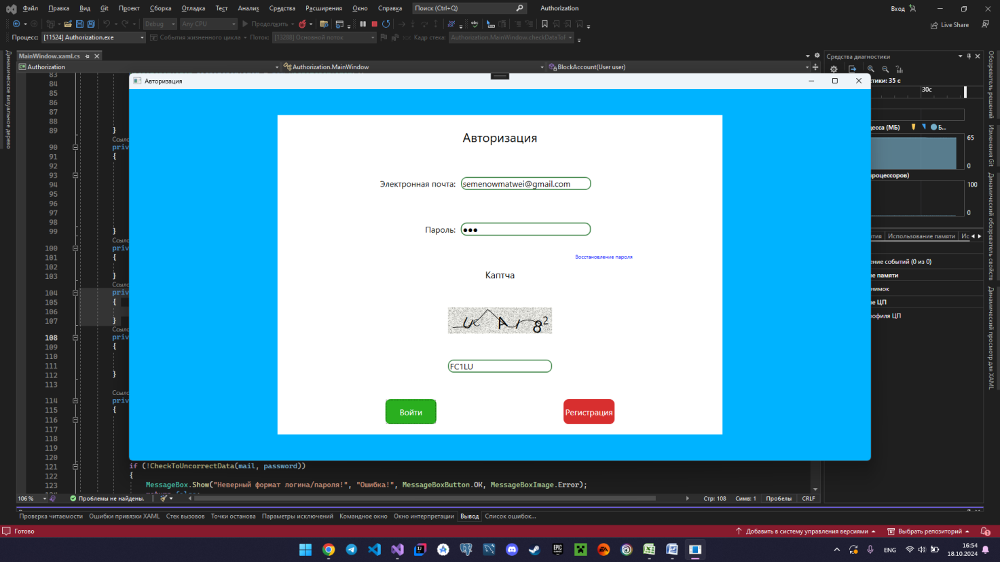 Файл Правка Вид Git Проект Сборка Отладка Тест Анализ Средства Расширения Окно Справка Поиск (Ctrl+Q) Authorization Вход
Debug Any CPU Продолжить Live Share
Процесс: [11524] Authorization.exe События жизненного цикла Поток: [13288] Основной поток Кадр стека: Authorization.MainWindow.checkDataToF
MainWindow.xaml.cs Средства диагностики
Authorization Authorization.MainWindow BlockAccount(User user)
Динамическое визуальное дерево
Авторизация
стики: 35 с
30с
цесса (МБ) Б...
65
0
процессоров)
100
0
тия Использование памяти Ис
ение событий (0 из 0)
е памяти
нимок
е ЦП
рофиля ЦП
Обозреватель решений
Изменения Git
Динамический обозреватель свойств
Динамический просмотр для XAML
Авторизация
Электронная почта: semenowmatwei@gmail.com
Пароль: ●●●
Восстановление пароля
Каптча
FC1LU
Войти Регистрация
83
84
85
86
87
88
89 }
Ссыло
90 priv
91 {
92
93
94
95
96
97
98
99 }
Ссыло
100 priv
101 {
102
103 }
Ссыло
104 priv
105 {
106
107 }
Ссыло
108 priv
109 {
110
111
112 }
113
Ссыло
114 priv
115 {
116
117
118
119
120
121 if (!CheckToUncorrectData(mail, password))
122 {
123 MessageBox.Show("Неверный формат логина/пароля!", "Ошибка!", MessageBoxButton.OK, MessageBoxImage.Error);
106 % Проблемы не найдены. Стр: 108 Симв: 1 Пробелы CRLF
Проверка читаемости Ошибки привязки XAML Стек вызовов Точки останова Параметры исключений Командное окно Окно интерпретации Вывод Список ошибок...
Готово Добавить в систему управления версиями Выбрать репозиторий
ENG 16:54
18.10.2024